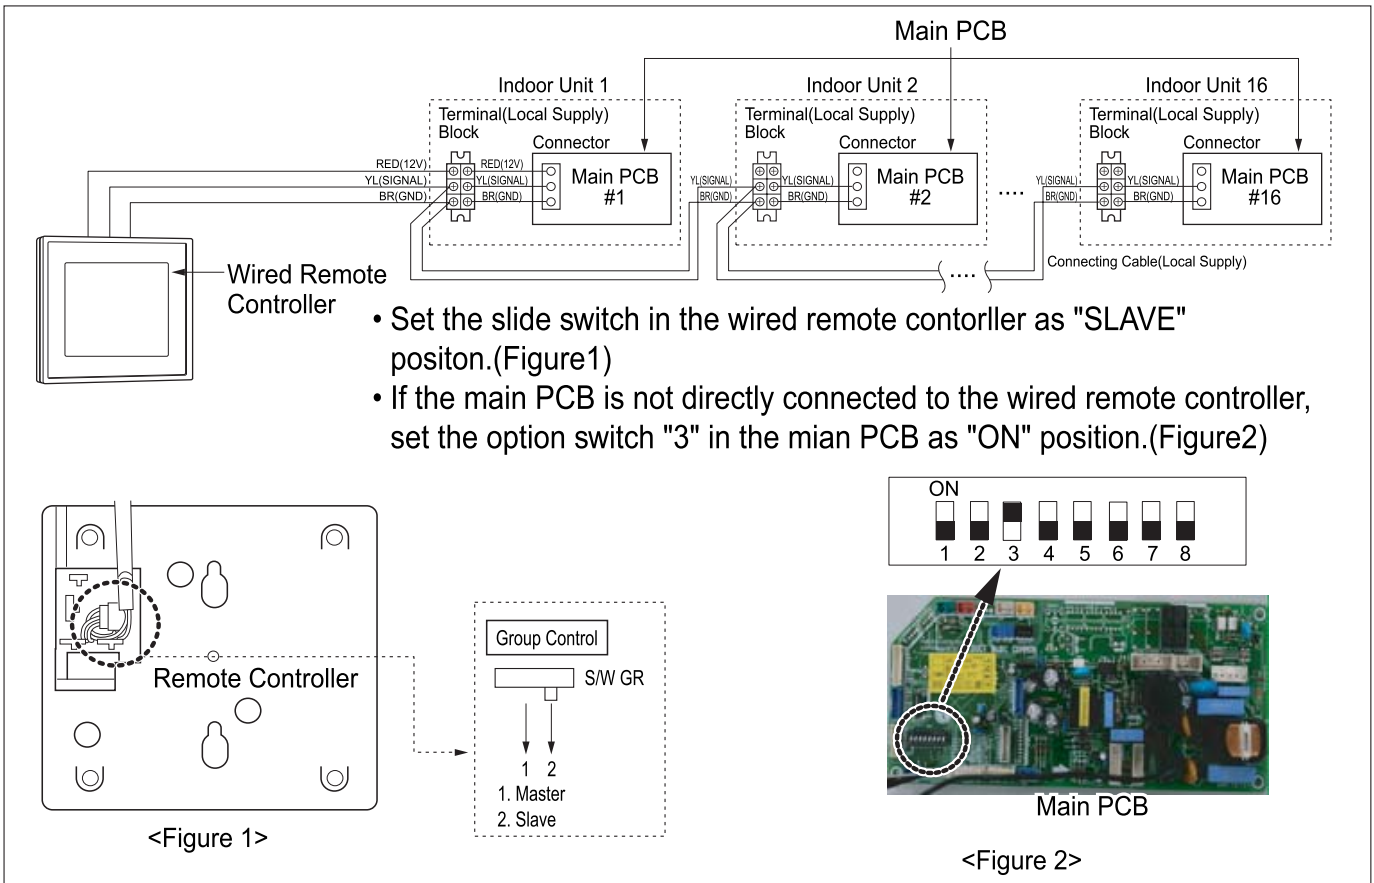 Main PCB
Indoor Unit 1
Indoor Unit 2
Indoor Unit 16
Terminal(Local Supply)
Block
Connector
Terminal(Local Supply)
Block
Connector
Terminal(Local Supply)
Block
Connector
RED(12V)
YL(SIGNAL)
BR(GND)
RED(12V)
YL(SIGNAL)
BR(GND)
Main PCB
#1
YL(SIGNAL)
BR(GND)
YL(SIGNAL)
BR(GND)
Main PCB
#2
....
YL(SIGNAL)
BR(GND)
YL(SIGNAL)
BR(GND)
Main PCB
#16
....
Connecting Cable(Local Supply)
Wired Remote
Controller
• Set the slide switch in the wired remote contorller as "SLAVE"
positon.(Figure1)
• If the main PCB is not directly connected to the wired remote controller,
set the option switch "3" in the mian PCB as "ON" position.(Figure2)
ON
1 2 3 4 5 6 7 8
Group Control
S/W GR
Remote Controller
1 2
1. Master
2. Slave
Main PCB
<Figure 1>
<Figure 2>